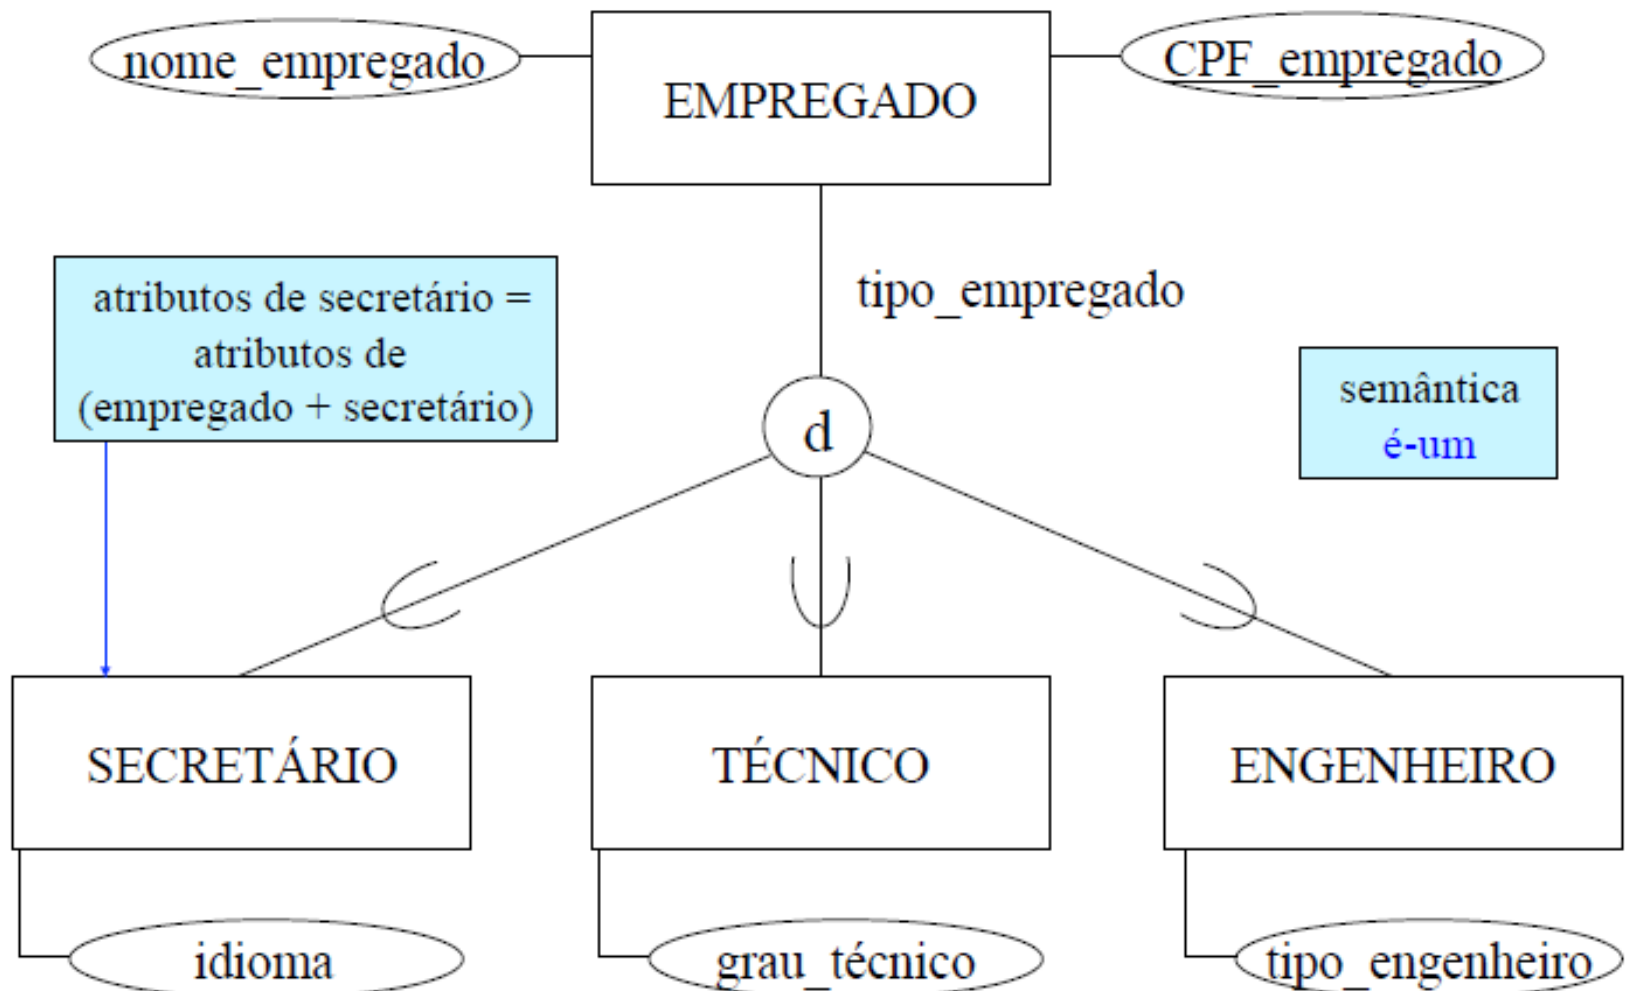 nome_empregado
EMPREGADO
CPF_empregado
tipo_empregado
atributos de secretário =
atributos de
(empregado + secretário)
semântica
é-um
d
SECRETÁRIO
TÉCNICO
ENGENHEIRO
idioma
grau_técnico
tipo_engenheiro